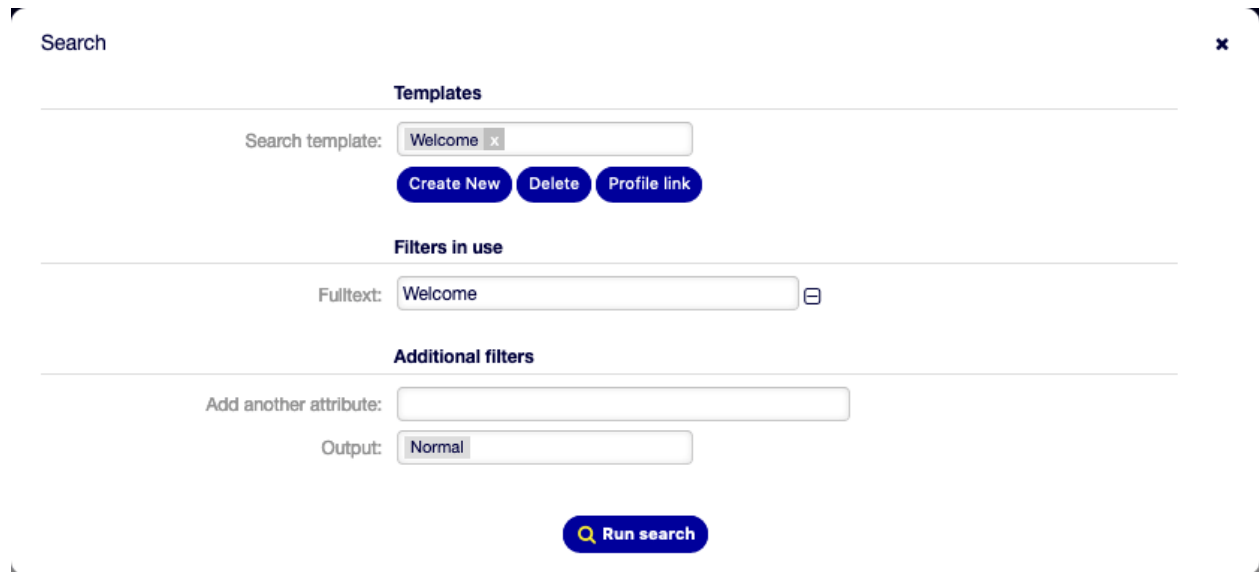 Search
Templates
Search template: Welcome x
Create New Delete Profile link
Filters in use
Fulltext: Welcome
Additional filters
Add another attribute:
Output: Normal
Run search